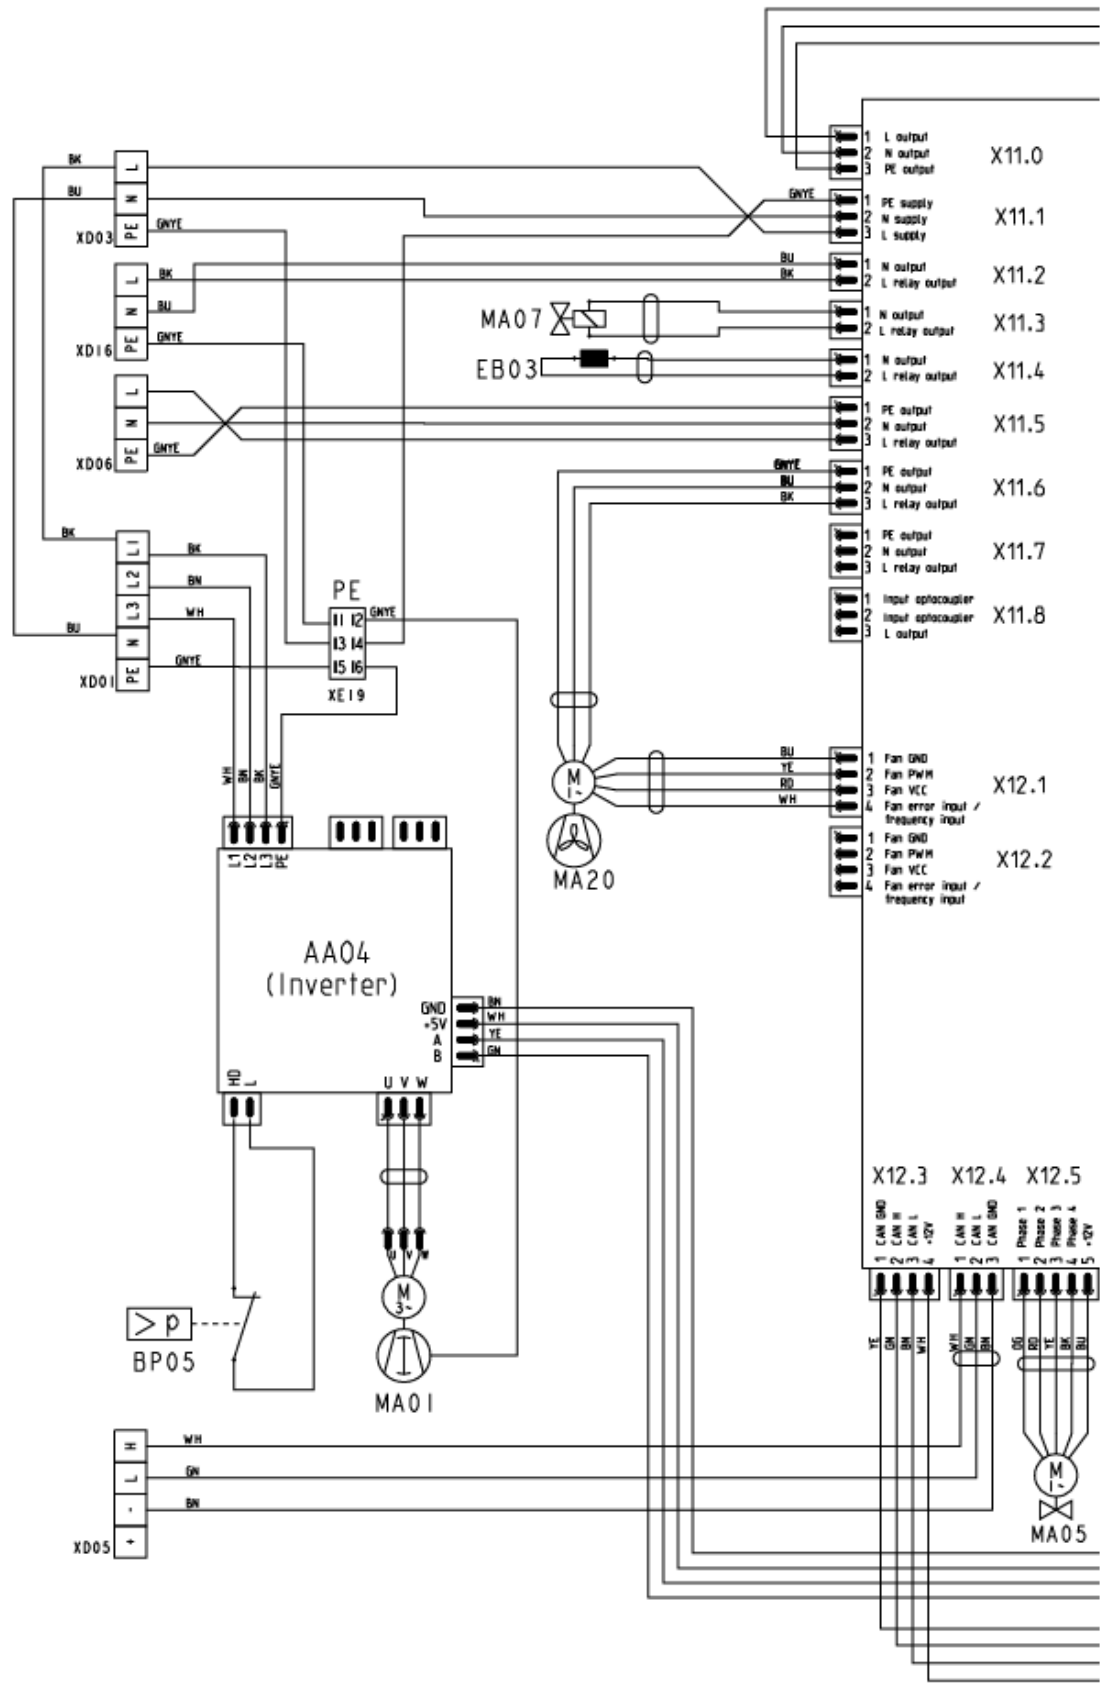 1 L output
2 N output
3 PE output
X11.0
BK
L
BU
N
GNYE
PE
XD03
GNYE
1 PE supply
2 N supply
3 L supply
X11.1
BK
L
BU
N
GNYE
PE
XD16
BU
BK
1 N output
2 L relay output
X11.2
MA07
1 N output
2 L relay output
X11.3
EB03
1 N output
2 L relay output
X11.4
L
N
GNYE
PE
XD06
1 PE output
2 N output
3 L relay output
X11.5
GNYE
BU
BK
1 PE output
2 N output
3 L relay output
X11.6
1 PE output
2 N output
3 L relay output
X11.7
1 Input optocoupler
2 Input optocoupler
3 L output
X11.8
BK
L1
BK
L2
BN
L3
WH
BU
N
GNYE
PE
XD01
PE
11 12
GNYE
13 14
15 16
XE19
WH
BN
BK
GNYE
L1
L2
L3
PE
M
1~
MA20
BU
YE
RD
WH
1 Fan GND
2 Fan PWM
3 Fan VCC
4 Fan error input /
frequency input
X12.1
1 Fan GND
2 Fan PWM
3 Fan VCC
4 Fan error input /
frequency input
X12.2
AA04
(Inverter)
GND
BN
+5V
WH
A
YE
B
GN
HD
L
U V W
U
V
W
M
3~
MA01
> p
BP05
X12.3
X12.4
X12.5
1 CAN GND
2 CAN H
3 CAN L
4 +12V
1 CAN H
2 CAN L
3 CAN GND
1 Phase 1
2 Phase 2
3 Phase 3
4 Phase 4
5 +12V
YE
GN
BN
WH
WH
GN
BN
OG
RD
YE
BK
BU
M
1~
MA05
H
WH
L
GN
-
BN
+
XD05